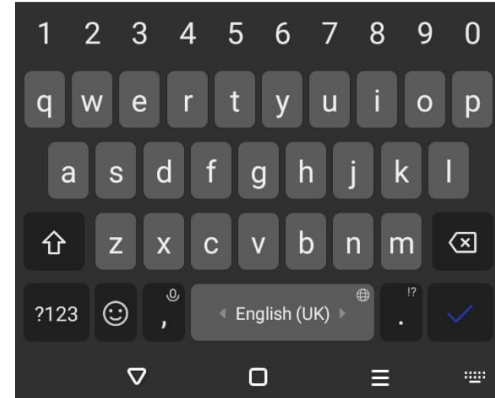 1 2 3 4 5 6 7 8 9 0
q w e r t y u i o p
a s d f g h j k l
z x c v b n m
?123 , English (UK) . !?